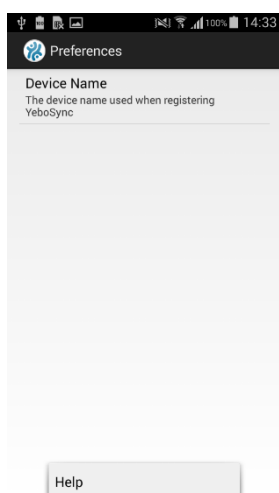 100% 14:33
Preferences
Device Name
The device name used when registering
YeboSync
Help